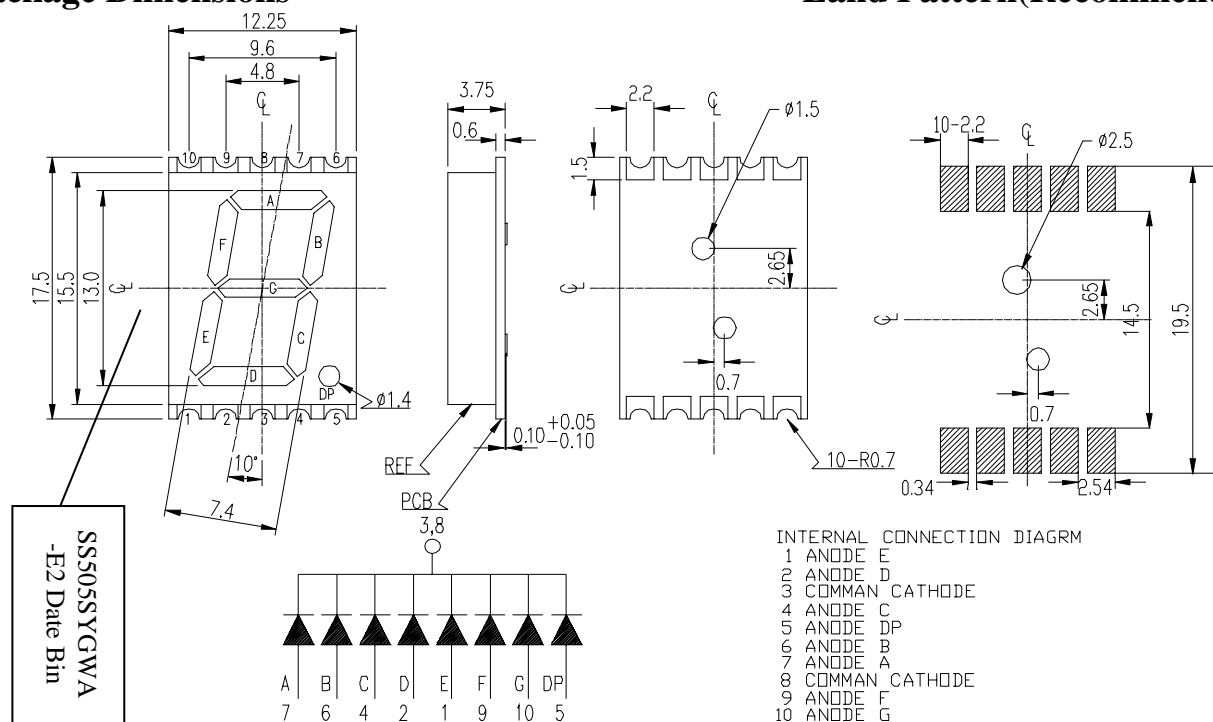 ckage Dimensions
Land Pattern(Recommend
12.25
9.6
4.8
℄
10 9 8 7 6
17.5
15.5
13.0
℄
A
F
B
G
E
C
D
DP
ø1.4
1 2 3 4 5
10°
7.4
3.75
0.6
REF
PCB
0.10 +0.05 -0.10
2.2
℄
ø1.5
1.5
2.65
℄
0.7
10-R0.7
10-2.2
℄
ø2.5
2.65
14.5
19.5
℄
0.7
0.34
2.54
SS505SYGWA
-E2 Date Bin
3,8
A B C D E F G DP
7 6 4 2 1 9 10 5
INTERNAL CONNECTION DIAGRM
1 ANODE E
2 ANODE D
3 COMMAN CATHODE
4 ANODE C
5 ANODE DP
6 ANODE B
7 ANODE A
8 COMMAN CATHODE
9 ANODE F
10 ANODE G